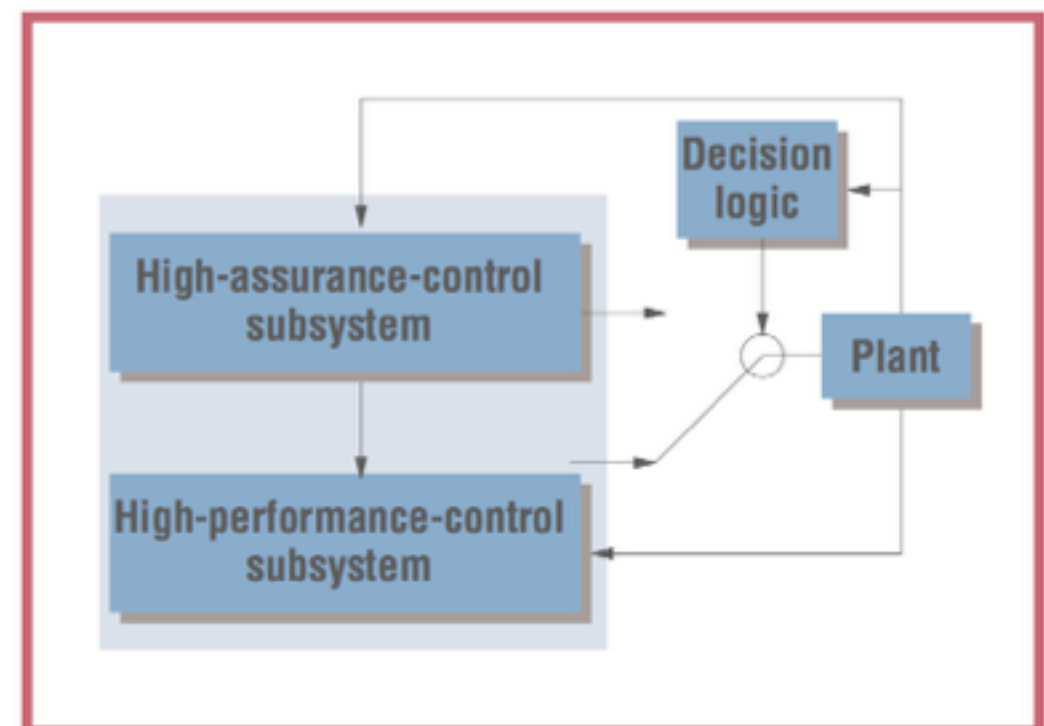 Decision
logic
High-assurance-control
subsystem
Plant
High-performance-control
subsystem